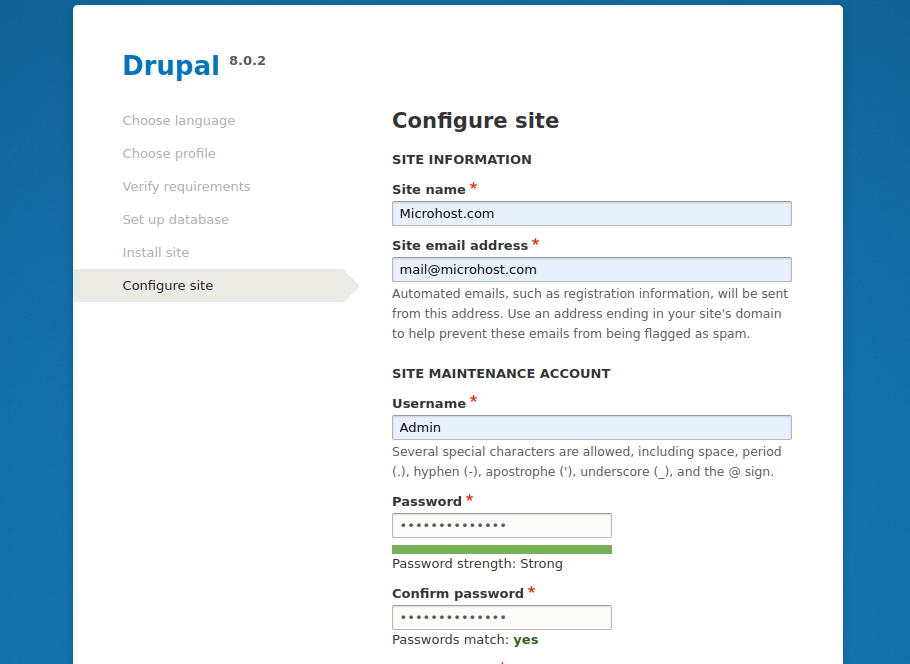 Drupal 8.0.2
Choose language
Choose profile
Verify requirements
Set up database
Install site
Configure site
Configure site
SITE INFORMATION
Site name *
Microhost.com
Site email address *
mail@microhost.com
Automated emails, such as registration information, will be sent
from this address. Use an address ending in your site's domain
to help prevent these emails from being flagged as spam.
SITE MAINTENANCE ACCOUNT
Username *
Admin
Several special characters are allowed, including space, period
(.), hyphen (-), apostrophe ('), underscore (_), and the @ sign.
Password *
••••••••••••••
Password strength: Strong
Confirm password *
••••••••••••••
Passwords match: yes